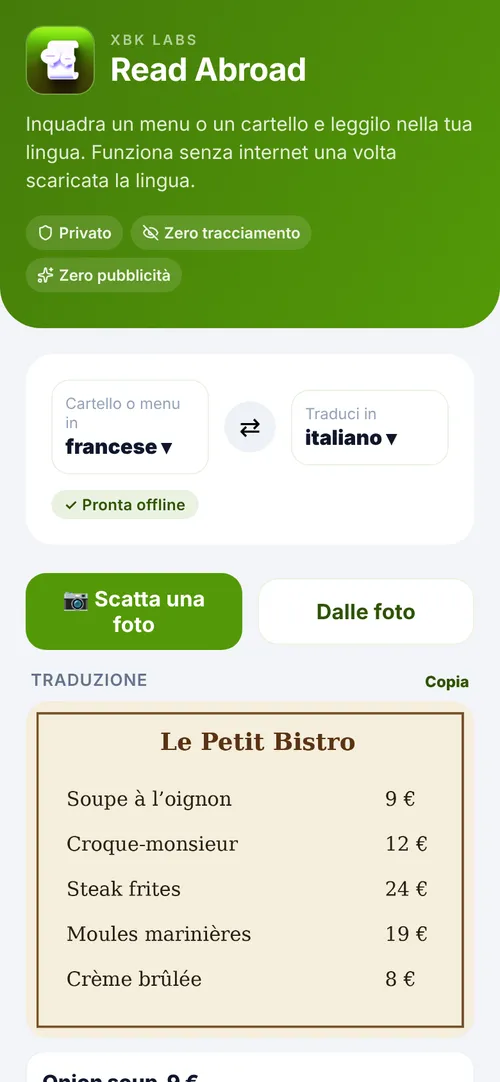 XBK LABS
Read Abroad
Inquadra un menu o un cartello e leggilo nella tua
lingua. Funziona senza internet una volta
scaricata la lingua.
Privato
Zero tracciamento
Zero pubblicità
Cartello o menu
in
francese ▾
Traduci in
italiano ▾
✓ Pronta offline
Scatta una
foto
Dalle foto
TRADUZIONE
Copia
Le Petit Bistro
Soupe à l’oignon 9 €
Croque-monsieur 12 €
Steak frites 24 €
Moules marinières 19 €
Crème brûlée 8 €
Onion soup 9 €